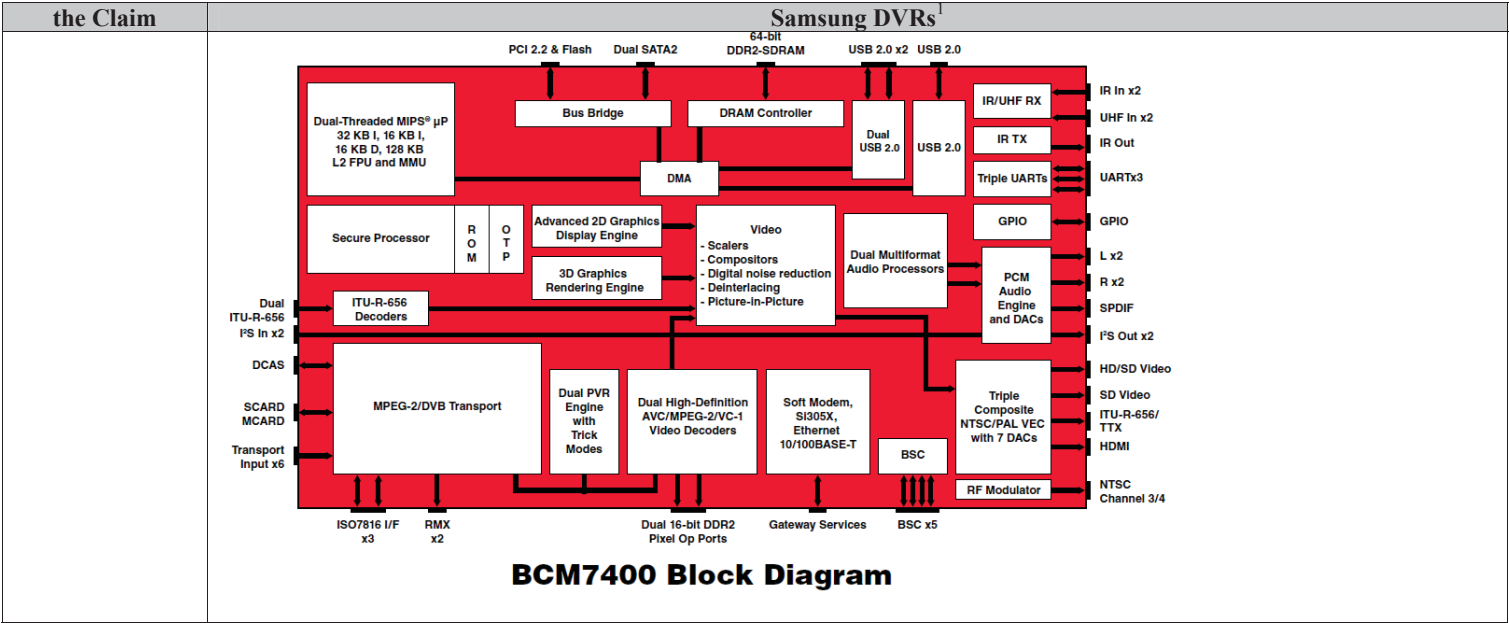 the Claim
Samsung DVRs1
PCI 2.2 & Flash
Dual SATA2
64-bit
DDR2-SDRAM
USB 2.0 x2
USB 2.0
Dual-Threaded MIPS® µP
32 KB I, 16 KB I,
16 KB D, 128 KB
L2 FPU and MMU
Bus Bridge
DRAM Controller
Dual
USB 2.0
USB 2.0
IR/UHF RX
IR TX
Triple UARTs
GPIO
IR In x2
UHF In x2
IR Out
UARTx3
GPIO
DMA
Secure Processor
R
O
M
O
T
P
Advanced 2D Graphics
Display Engine
3D Graphics
Rendering Engine
Video
- Scalers
- Compositors
- Digital noise reduction
- Deinterlacing
- Picture-in-Picture
Dual Multiformat
Audio Processors
PCM
Audio
Engine
and DACs
L x2
R x2
SPDIF
I²S Out x2
Dual
ITU-R-656
I²S In x2
ITU-R-656
Decoders
DCAS
SCARD
MCARD
Transport
Input x6
MPEG-2/DVB Transport
Dual PVR
Engine
with
Trick
Modes
Dual High-Definition
AVC/MPEG-2/VC-1
Video Decoders
Soft Modem,
Si305X,
Ethernet
10/100BASE-T
BSC
Triple
Composite
NTSC/PAL VEC
with 7 DACs
RF Modulator
HD/SD Video
SD Video
ITU-R-656/
TTX
HDMI
NTSC
Channel 3/4
ISO7816 I/F
x3
RMX
x2
Dual 16-bit DDR2
Pixel Op Ports
Gateway Services
BSC x5
BCM7400 Block Diagram